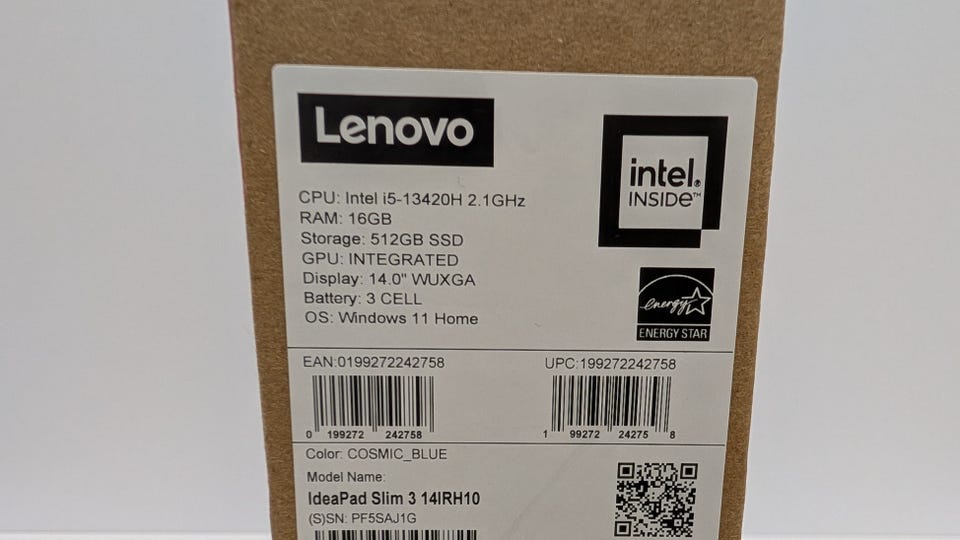 Lenovo
intel.
INSIDE™
CPU: Intel i5-13420H 2.1GHz
RAM: 16GB
Storage: 512GB SSD
GPU: INTEGRATED
Display: 14.0" WUXGA
Battery: 3 CELL
OS: Windows 11 Home
energy
ENERGY STAR
EAN:0199272242758
0 199272 242758
UPC:199272242758
1 99272 24275 8
Color: COSMIC_BLUE
Model Name:
IdeaPad Slim 3 14IRH10
(S)SN: PF5SAJ1G